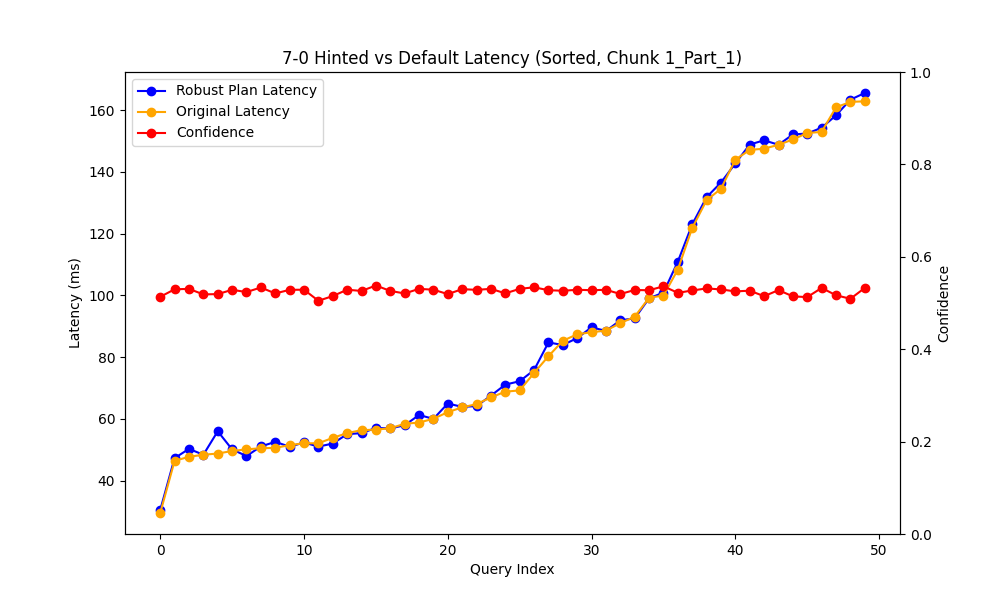 7-0 Hinted vs Default Latency (Sorted, Chunk 1_Part_1)
Robust Plan Latency
Original Latency
Confidence
160
140
120
100
80
60
40
Latency (ms)
1.0
0.8
0.6
0.4
0.2
0.0
Confidence
0 10 20 30 40 50
Query Index